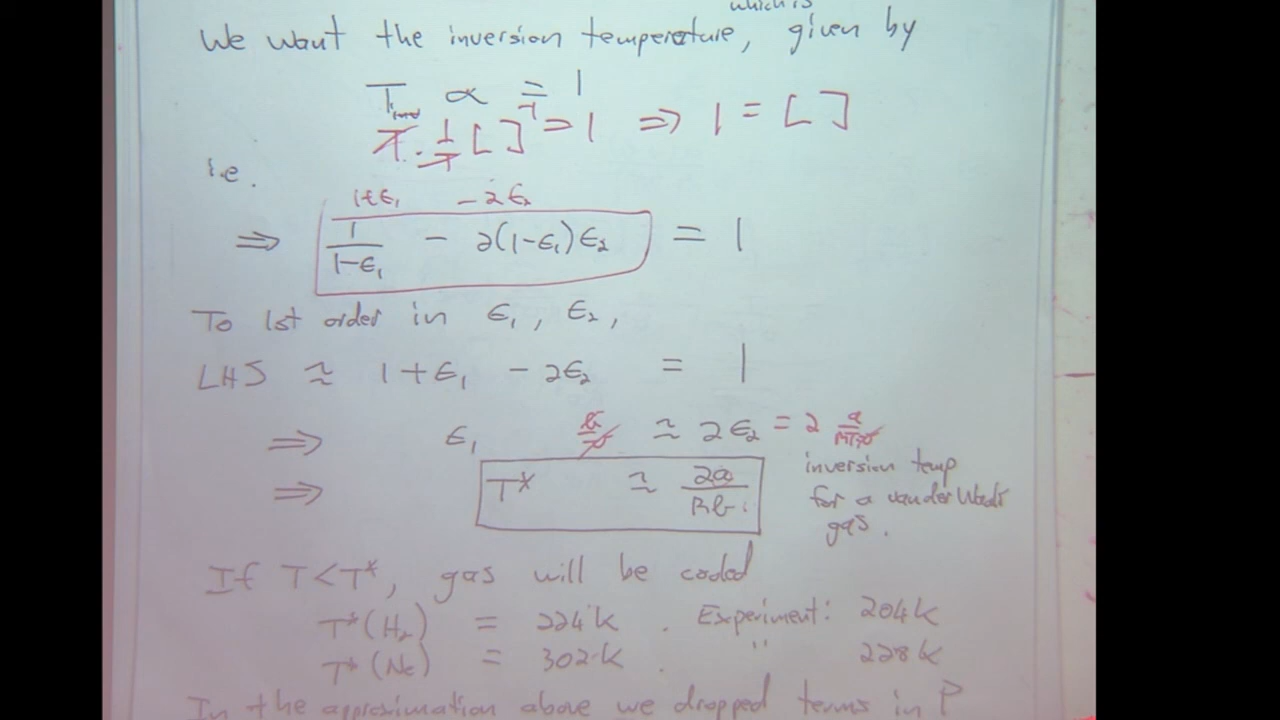 which is
We want the inversion temperature, given by
T_inv α = 1
T · 1/T [ ]⁻¹ = 1 ⇒ 1 = [ ]
i.e.
1+ϵ₁ - 2ϵ₂
⇒ 1/(1-ϵ₁) - 2(1-ϵ₁)ϵ₂ = 1
To 1st order in ϵ₁, ϵ₂,
LHS ≈ 1+ϵ₁ - 2ϵ₂ = 1
⇒ ϵ₁ b/v ≃ 2ϵ₂ = 2 a/RTv
⇒ T* ≃ 2a/Rb.
inversion temp
for a van der Waals
gas.
If T<T*, gas will be cooled
T*(H₂) = 224 K. Experiment: 204 K
T*(Ne) = 302 K. " 228 K
In the approximation above we dropped terms in P